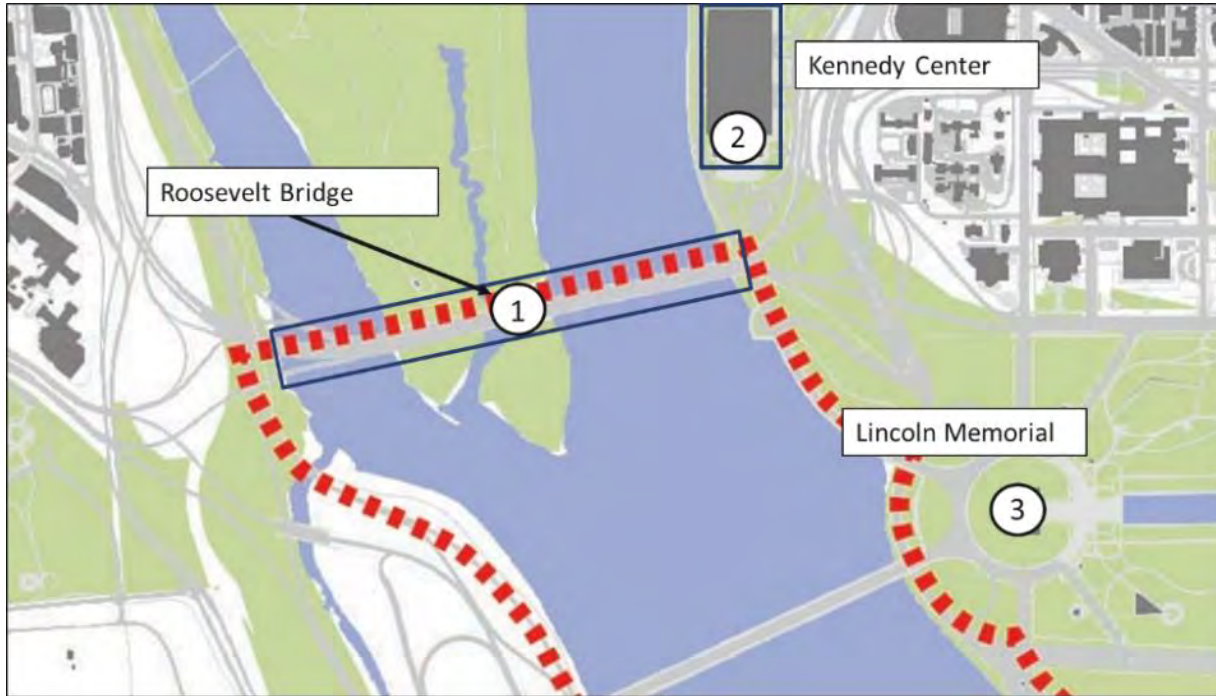 Kennedy Center
2
Roosevelt Bridge
1
Lincoln Memorial
3